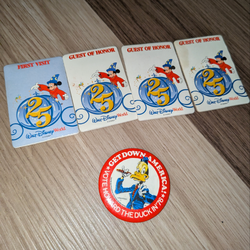 FIRST VISIT
25
Walt Disney World
GUEST OF HONOR
25
Walt Disney World
GUEST OF HONOR
25
Walt Disney World
GUEST OF HONOR
25
Walt Disney World
GET DOWN, AMERICA!
VOTE HOWARD THE DUCK IN '76